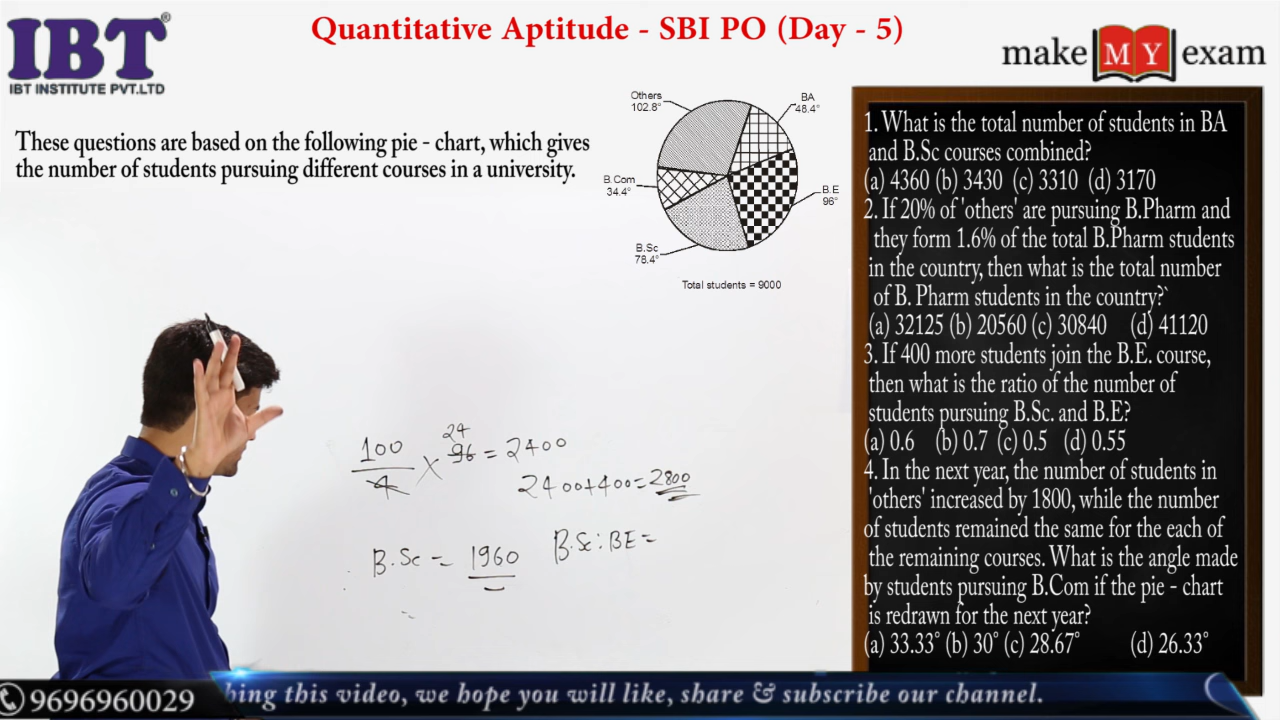 IBT
IBT INSTITUTE PVT.LTD
Quantitative Aptitude - SBI PO (Day - 5)
make MY exam
These questions are based on the following pie - chart, which gives
the number of students pursuing different courses in a university.
Others
102.8°
BA
48.4°
B.Com
34.4°
B.E
96°
B.Sc
78.4°
Total students = 9000
1. What is the total number of students in BA
and B.Sc courses combined?
(a) 4360 (b) 3430 (c) 3310 (d) 3170
2. If 20% of 'others' are pursuing B.Pharm and
they form 1.6% of the total B.Pharm students
in the country, then what is the total number
of B. Pharm students in the country?`
(a) 32125 (b) 20560 (c) 30840 (d) 41120
3. If 400 more students join the B.E. course,
then what is the ratio of the number of
students pursuing B.Sc. and B.E?
(a) 0.6 (b) 0.7 (c) 0.5 (d) 0.55
4. In the next year, the number of students in
'others' increased by 1800, while the number
of students remained the same for the each of
the remaining courses. What is the angle made
by students pursuing B.Com if the pie - chart
is redrawn for the next year?
(a) 33.33° (b) 30° (c) 28.67° (d) 26.33°
24
100 × 96 = 2400
4
2400+400=2800
B.Sc = 1960 B.Sc:BE=
9696960029 hing this video, we hope you will like, share & subscribe our channel.